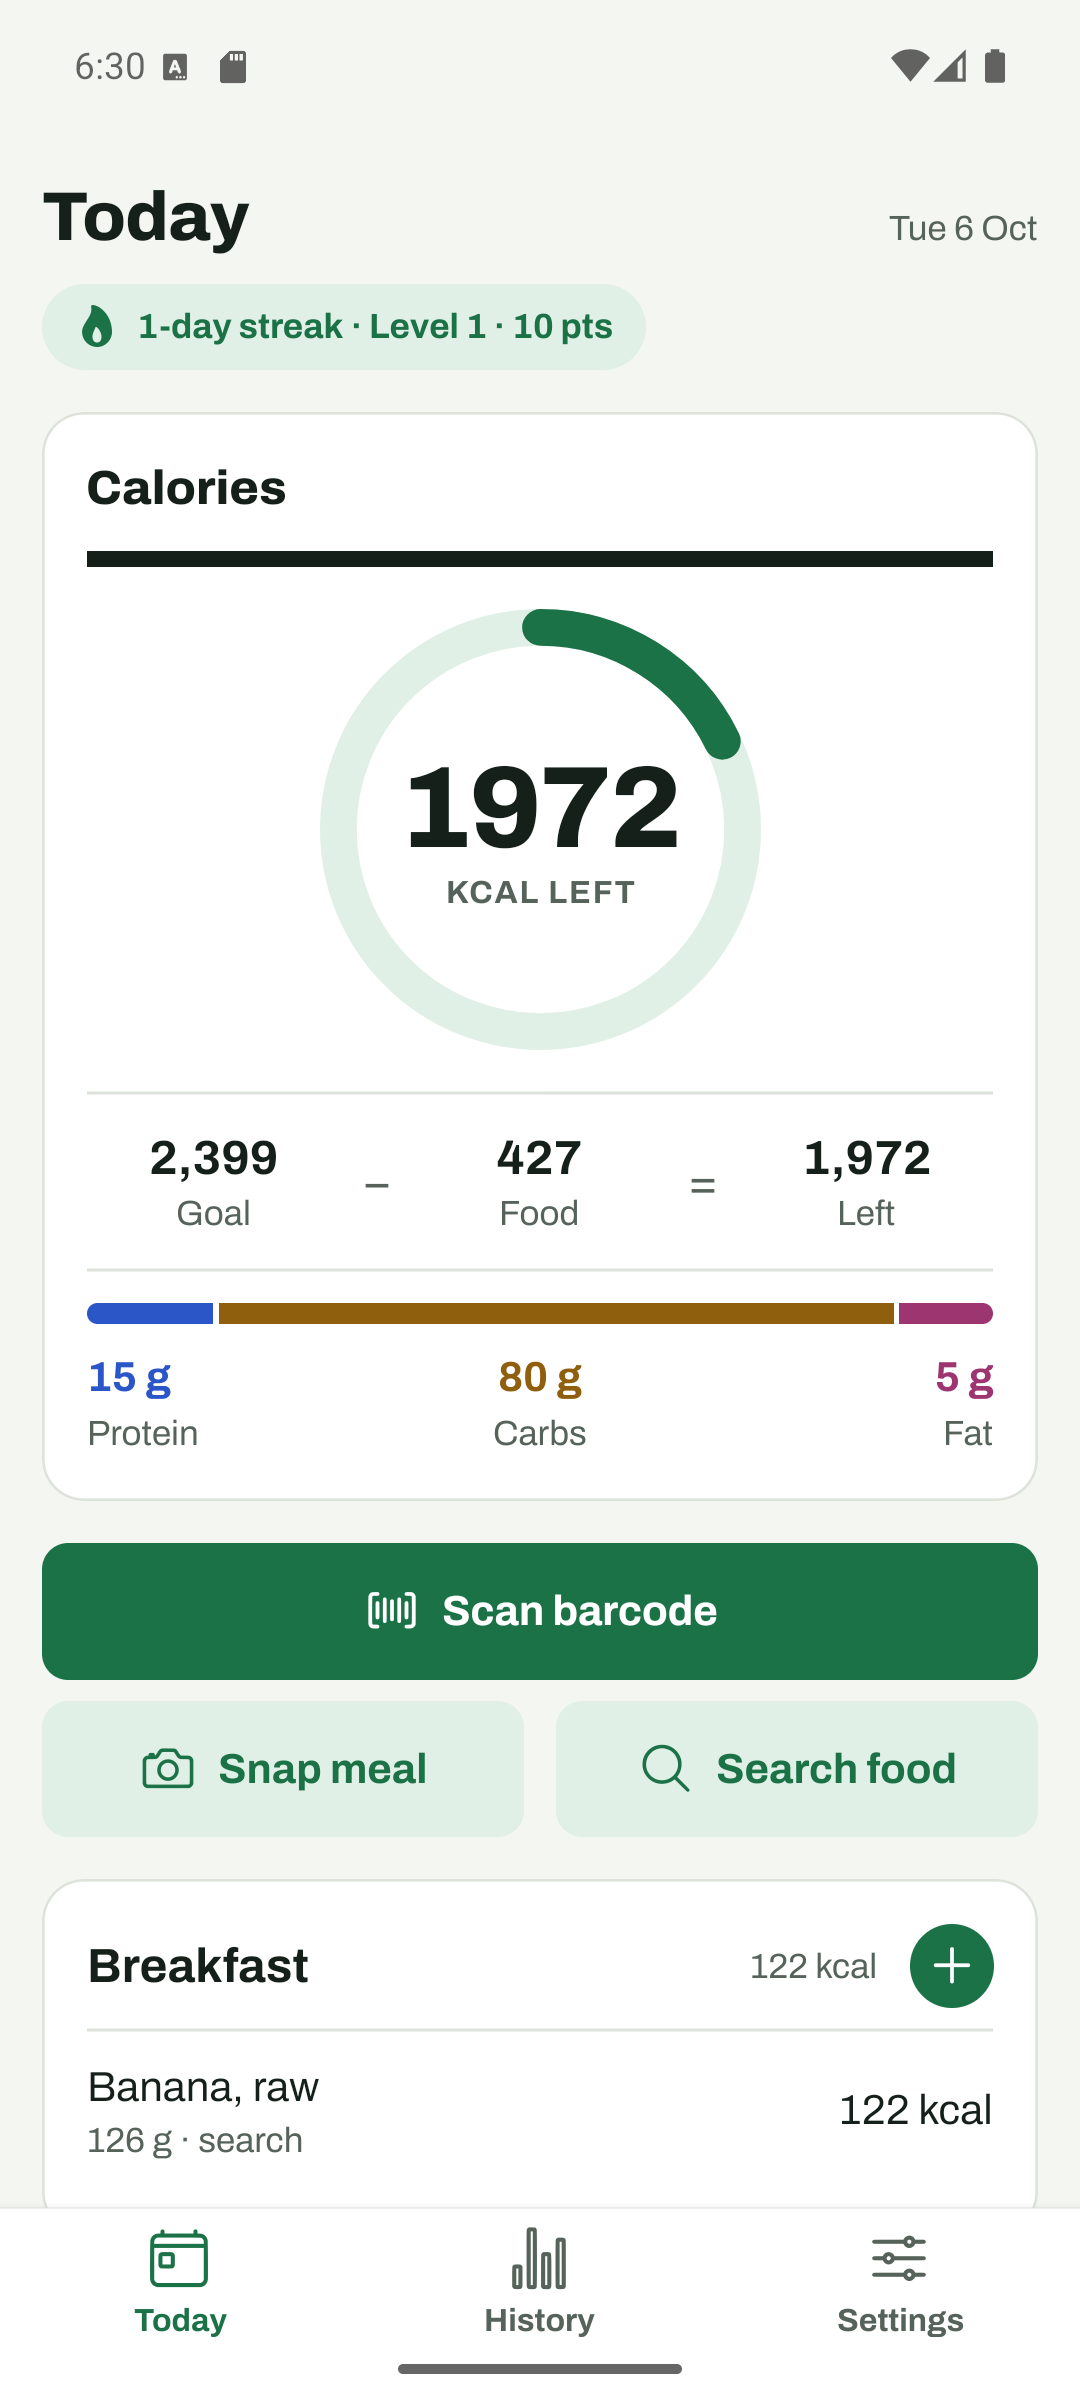 6:30
Today
Tue 6 Oct
1-day streak · Level 1 · 10 pts
Calories
1972
KCAL LEFT
2,399 − 427 = 1,972
Goal Food Left
15 g 80 g 5 g
Protein Carbs Fat
Scan barcode
Snap meal
Search food
Breakfast
122 kcal
Banana, raw
126 g · search
122 kcal
Today History Settings